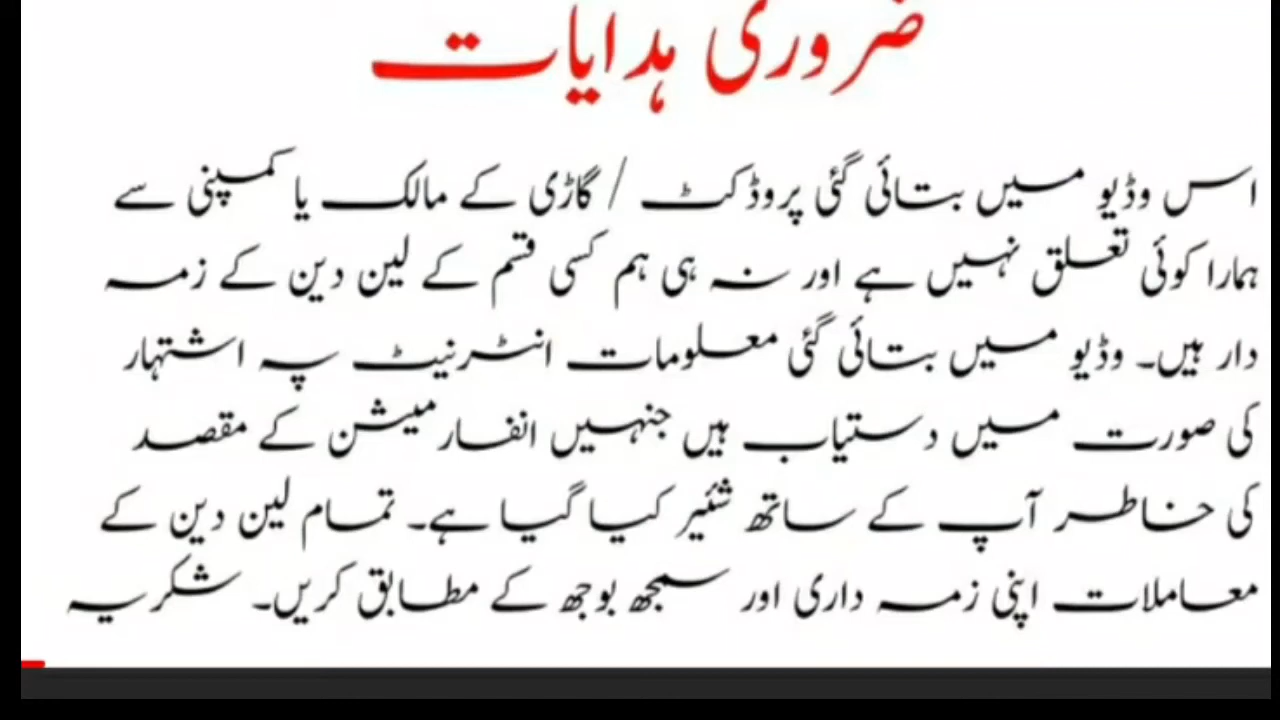 ضروری ہدایات
اس وڈیو میں بتائی گئی پروڈکٹ / گاڑی کے مالک یا کمپنی سے
ہمارا کوئی تعلق نہیں ہے اور نہ ہی ہم کسی قسم کے لین دین کے زمہ
دار ہیں۔ وڈیو میں بتائی گئی معلومات انٹرنیٹ پہ اشتہار
کی صورت میں دستیاب ہیں جنہیں انفارمیشن کے مقصد
کی خاطر آپ کے ساتھ شئیر کیا گیا ہے۔ تمام لین دین کے
معاملات اپنی زمہ داری اور سمجھ بوجھ کے مطابق کریں۔ شکریہ